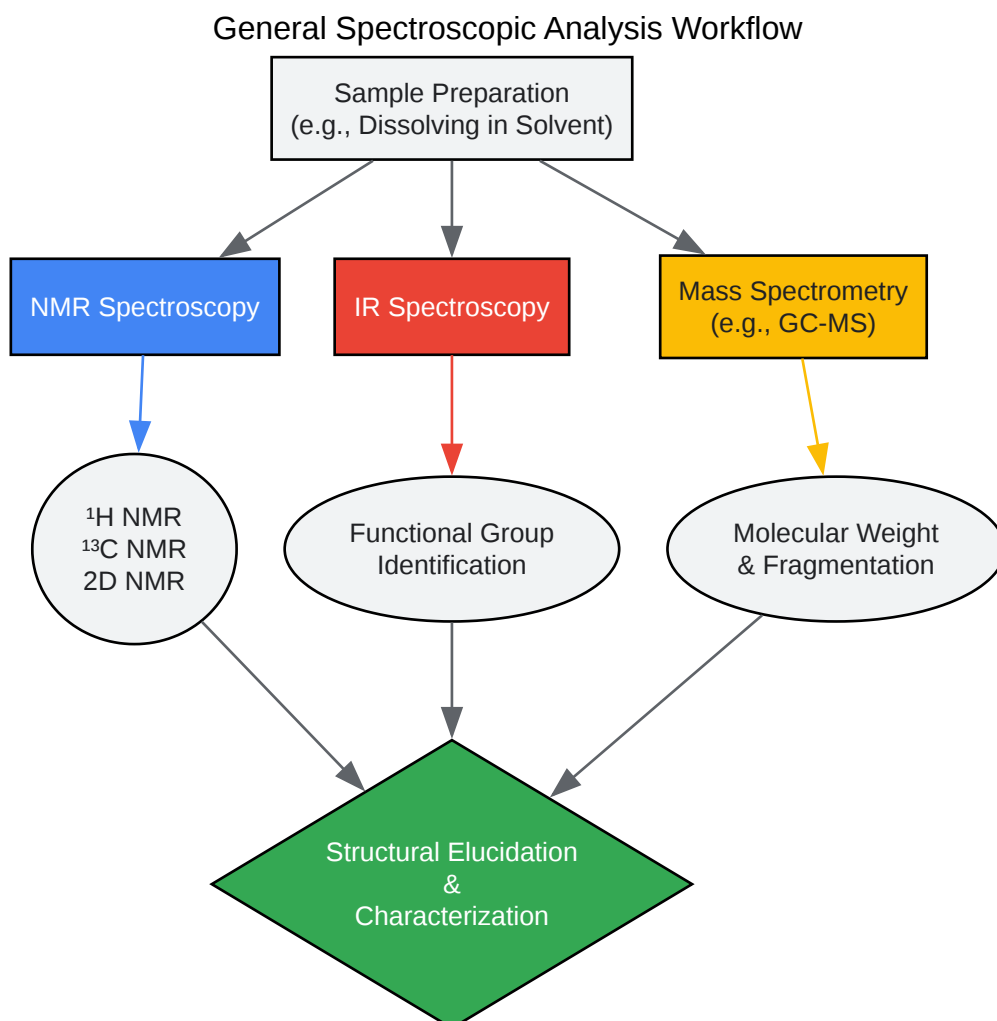 General Spectroscopic Analysis Workflow
Sample Preparation
(e.g., Dissolving in Solvent)
NMR Spectroscopy
IR Spectroscopy
Mass Spectrometry
(e.g., GC-MS)
¹H NMR
¹³C NMR
2D NMR
Functional Group
Identification
Molecular Weight
& Fragmentation
Structural Elucidation
&
Characterization